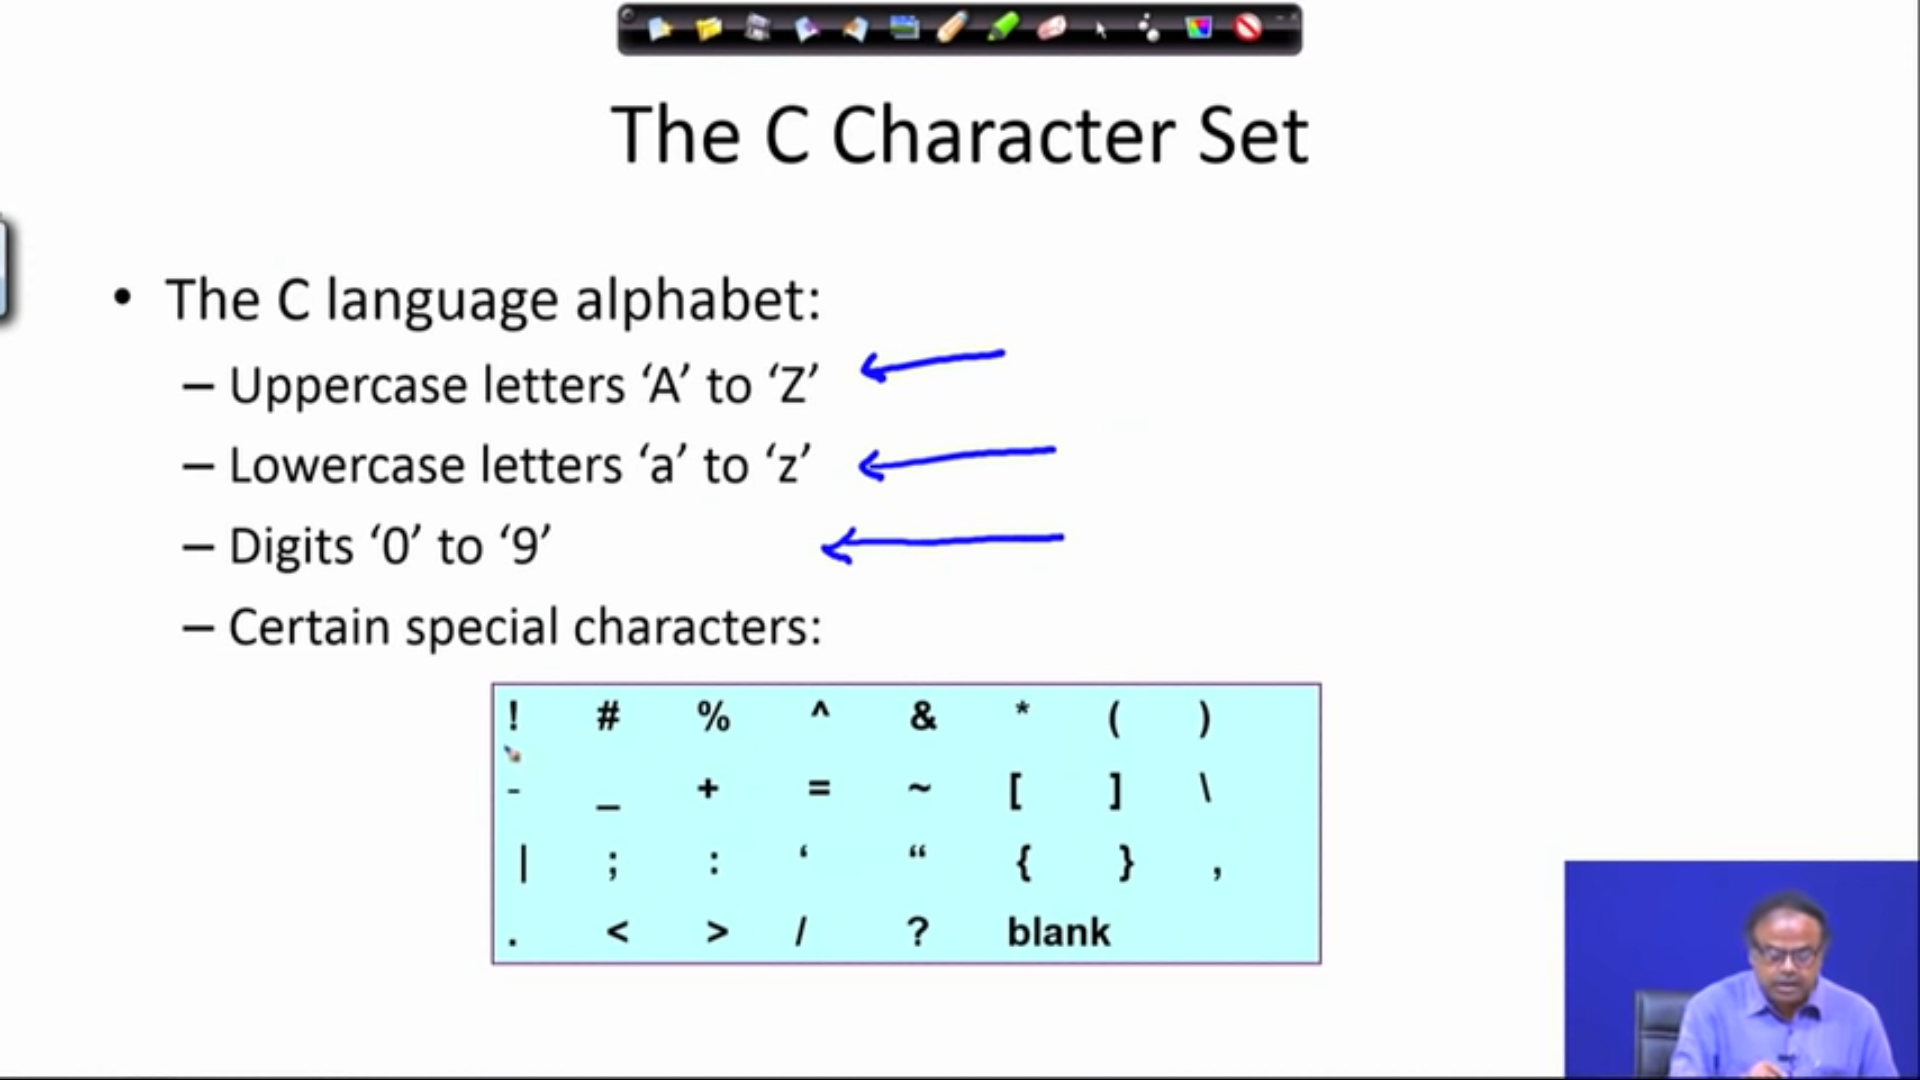 The C Character Set
• The C language alphabet:
– Uppercase letters ‘A’ to ‘Z’
– Lowercase letters ‘a’ to ‘z’
– Digits ‘0’ to ‘9’
– Certain special characters:
! # % ^ & * ( )
- _ + = ~ [ ] \
| ; : ‘ “ { } ,
. < > / ? blank